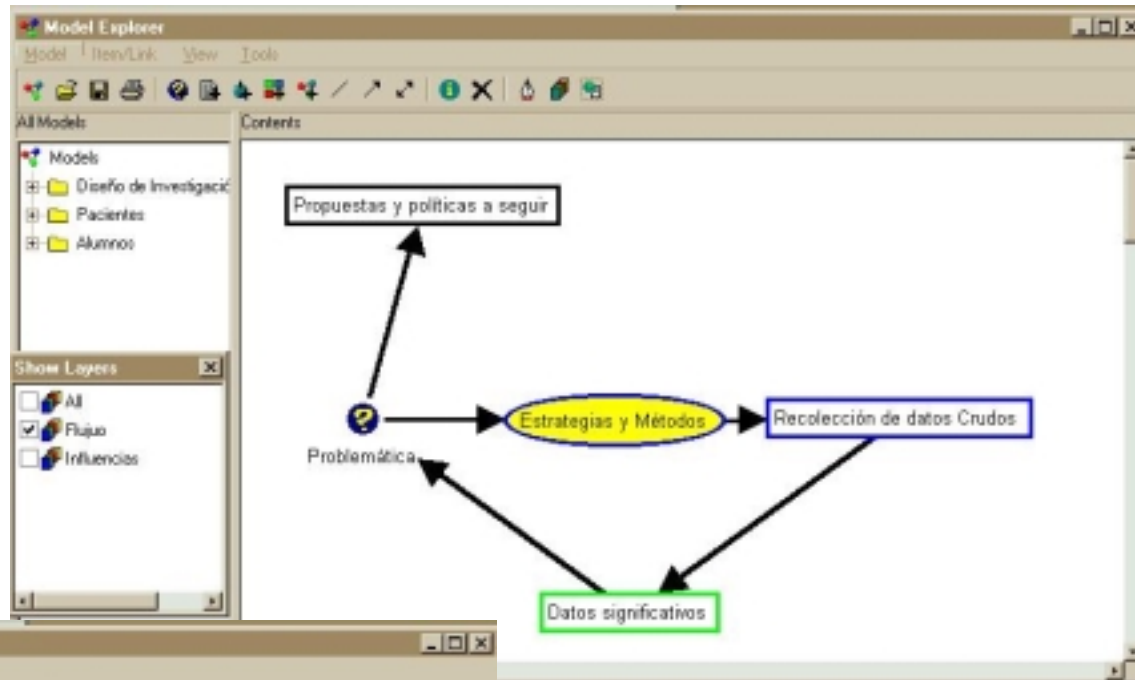 Model Explorer
Model Item/Link View Tools
All Models
Contents
Models
Diseño de Investigació
Pacientes
Alumnos
Show Layers
All
Flujuo
Influencias
Propuestas y políticas a seguir
Problemática
Estrategias y Métodos
Recolección de datos Crudos
Datos significativos